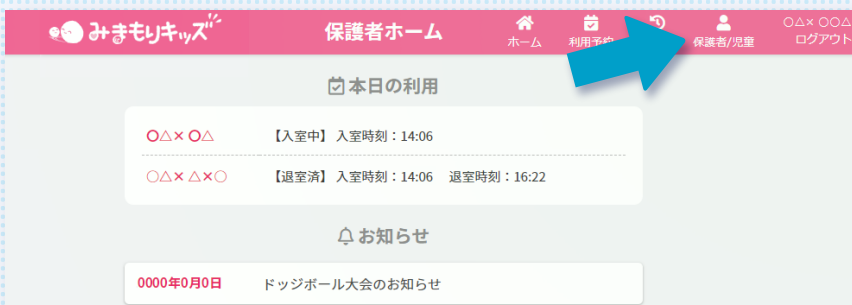 みまもりキッズ
保護者ホーム
ホーム
利用予約
保護者/児童
○△× ○○△
ログアウト
本日の利用
○△× ○△ 【入室中】 入室時刻：14:06
○△× △×○ 【退室済】 入室時刻：14:06 退室時刻：16:22
お知らせ
0000年0月0日 ドッジボール大会のお知らせ